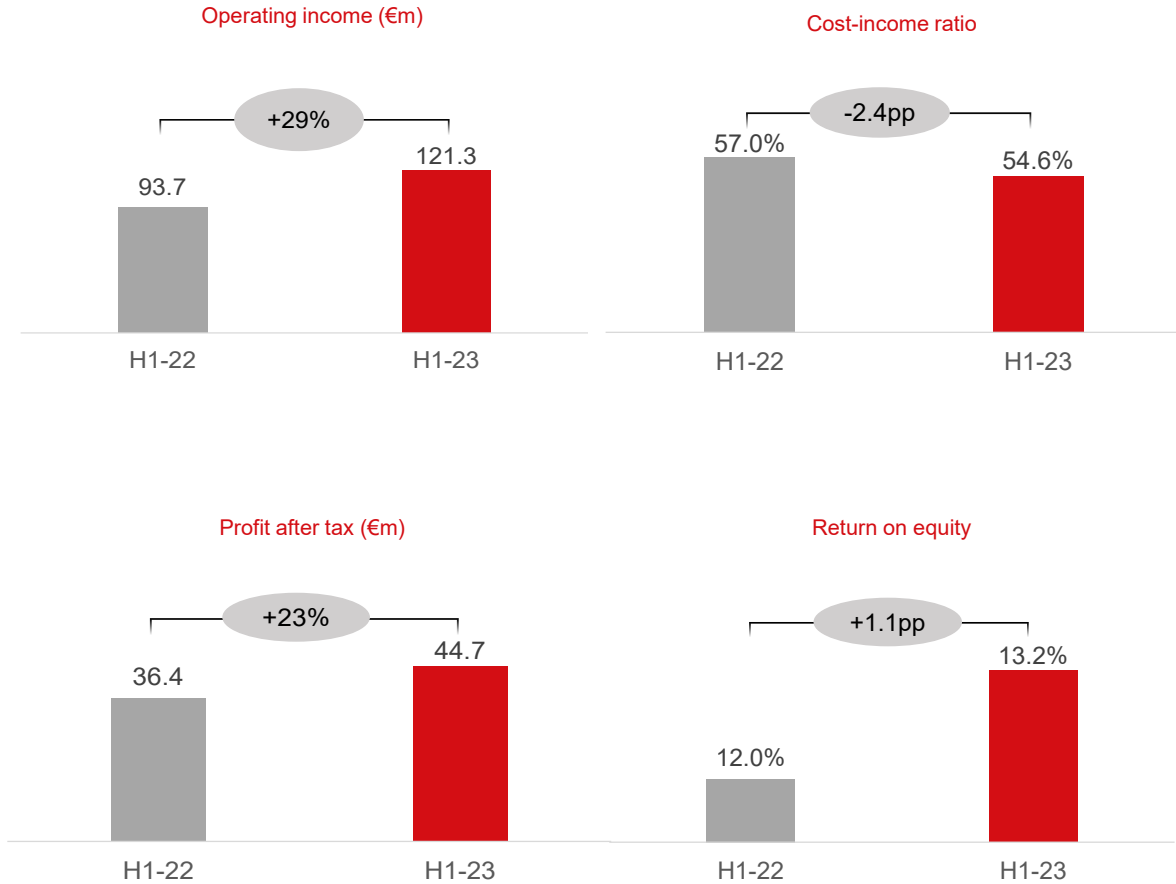 Operating income (€m)
+29%
93.7
121.3
H1-22
H1-23
Cost-income ratio
-2.4pp
57.0%
54.6%
H1-22
H1-23
Profit after tax (€m)
+23%
36.4
44.7
H1-22
H1-23
Return on equity
+1.1pp
12.0%
13.2%
H1-22
H1-23